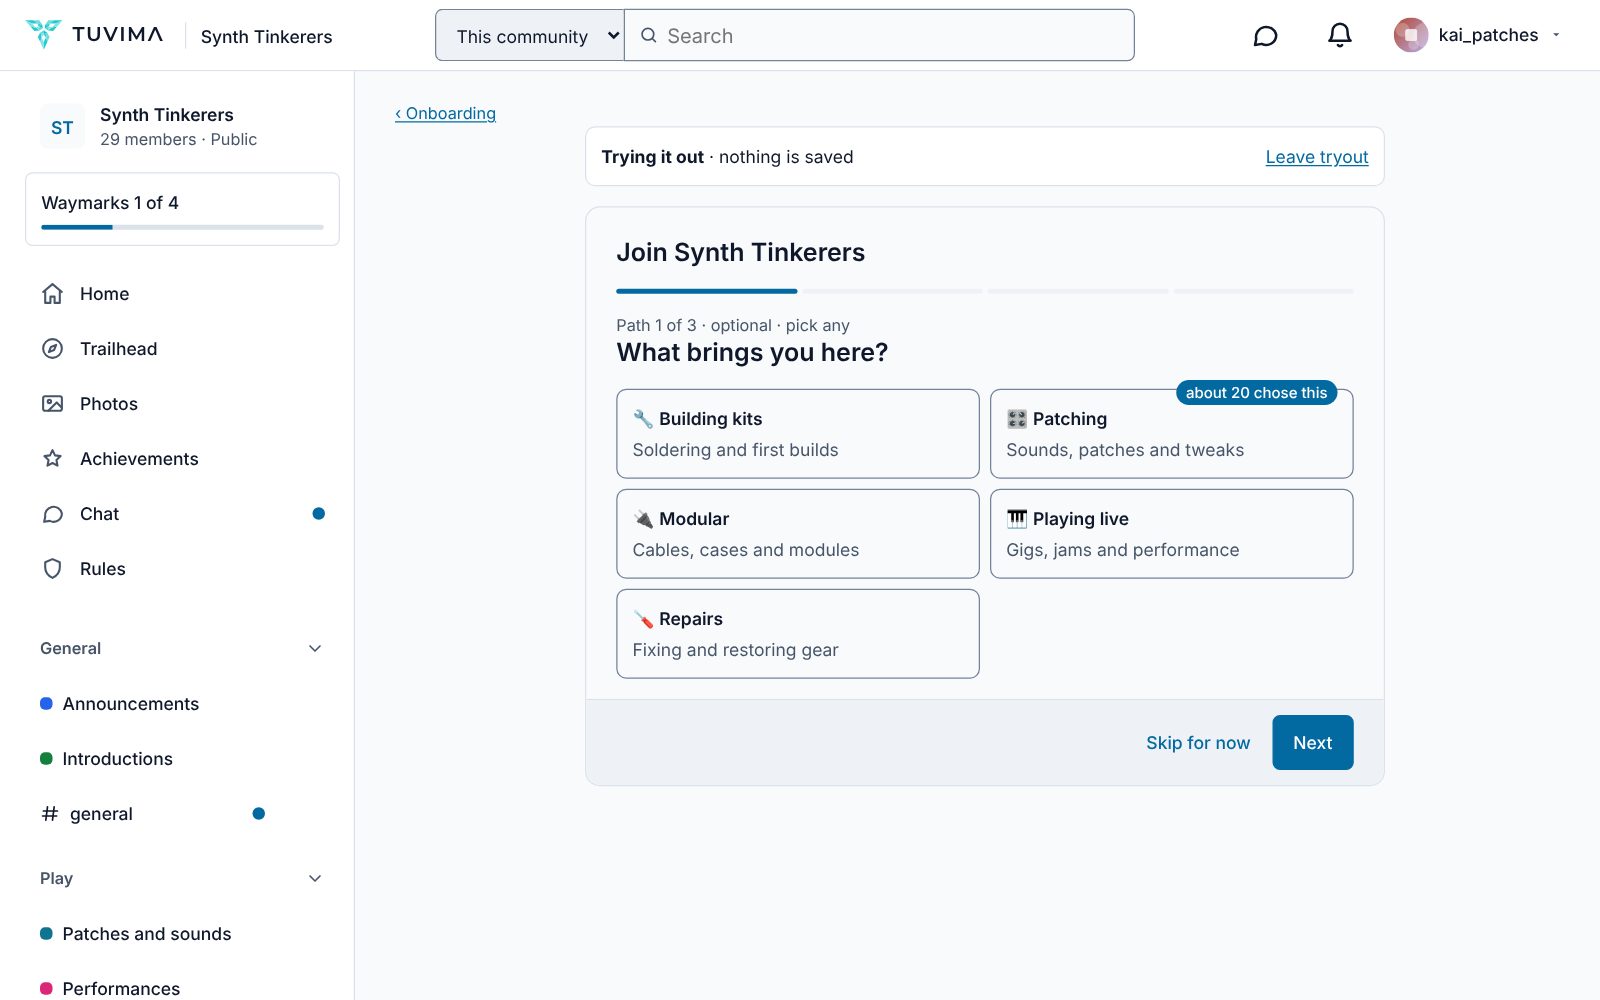 TUVIMA
Synth Tinkerers
This community
Search
kai_patches
ST
Synth Tinkerers
29 members · Public
Waymarks 1 of 4
Home
Trailhead
Photos
Achievements
Chat
Rules
General
Announcements
Introductions
# general
Play
Patches and sounds
Performances
‹ Onboarding
Trying it out · nothing is saved
Leave tryout
Join Synth Tinkerers
Path 1 of 3 · optional · pick any
What brings you here?
Building kits
Soldering and first builds
about 20 chose this
Patching
Sounds, patches and tweaks
Modular
Cables, cases and modules
Playing live
Gigs, jams and performance
Repairs
Fixing and restoring gear
Skip for now
Next